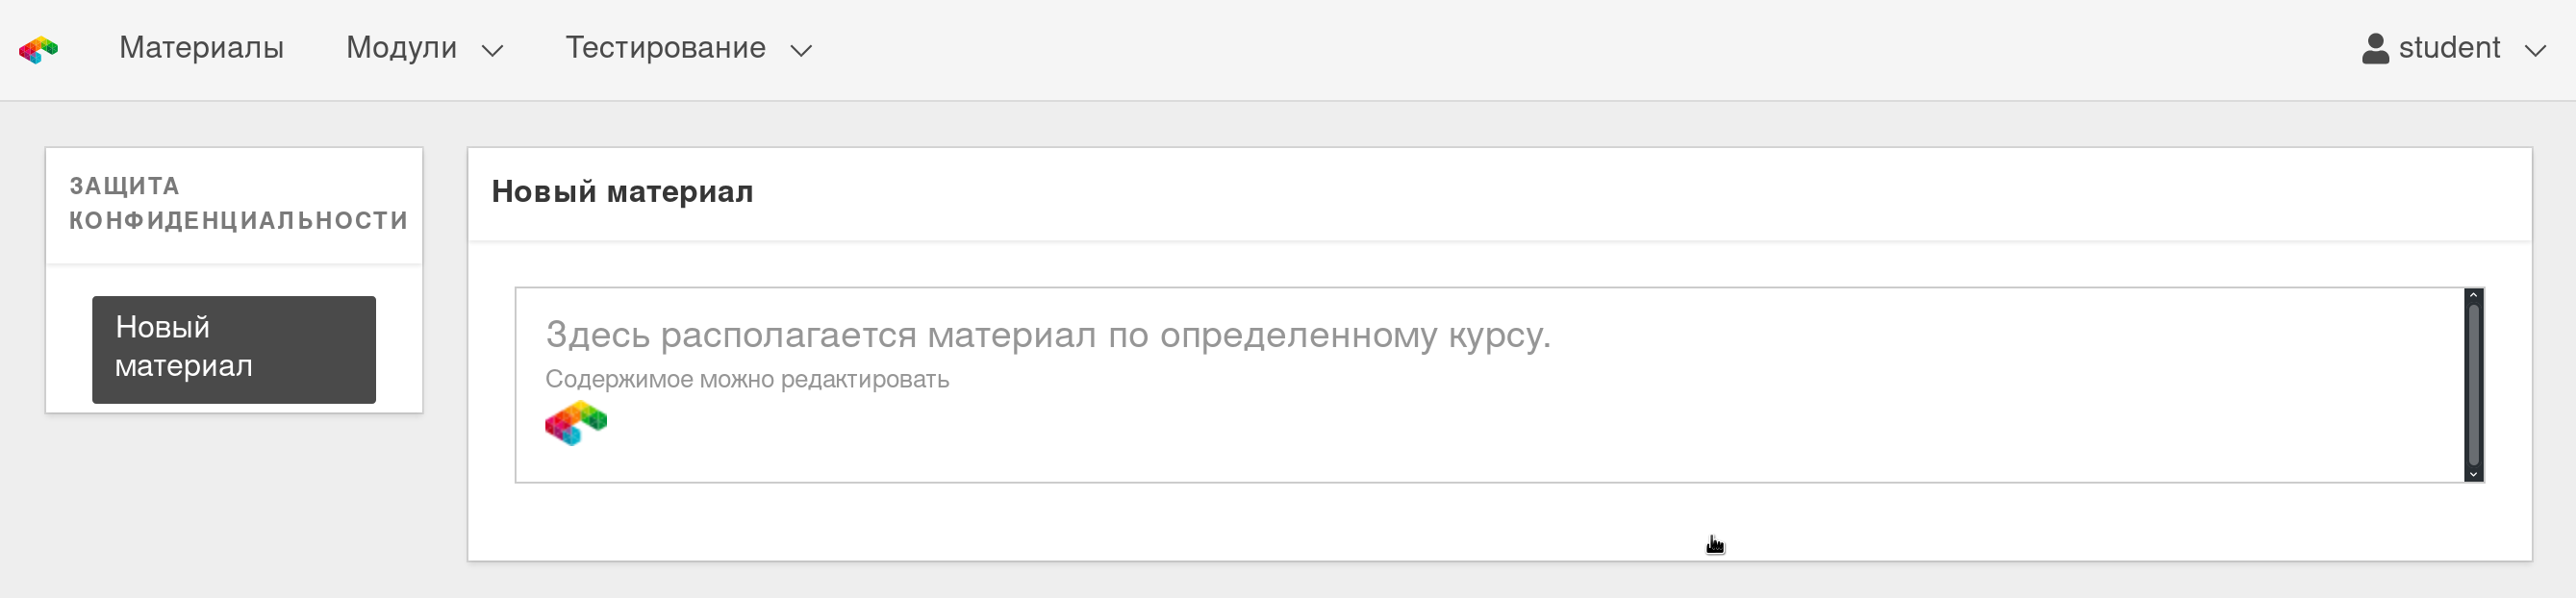 Материалы
Модули
Тестирование
student
ЗАЩИТА
КОНФИДЕНЦИАЛЬНОСТИ
Новый
материал
Новый материал
Здесь располагается материал по определенному курсу.
Содержимое можно редактировать